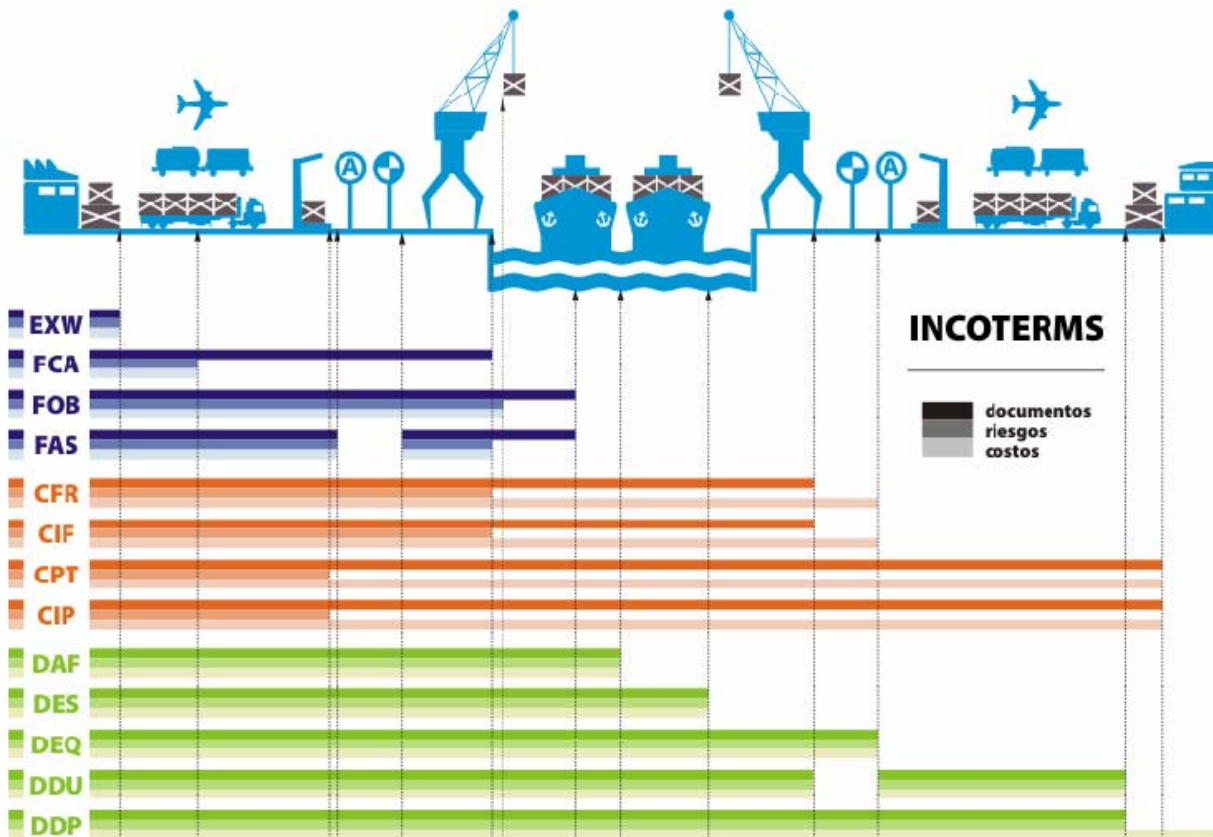 A
A
EXW
INCOTERMS
FCA
documentos
riesgos
costos
FOB
FAS
CFR
CIF
CPT
CIP
DAF
DES
DEQ
DDU
DDP